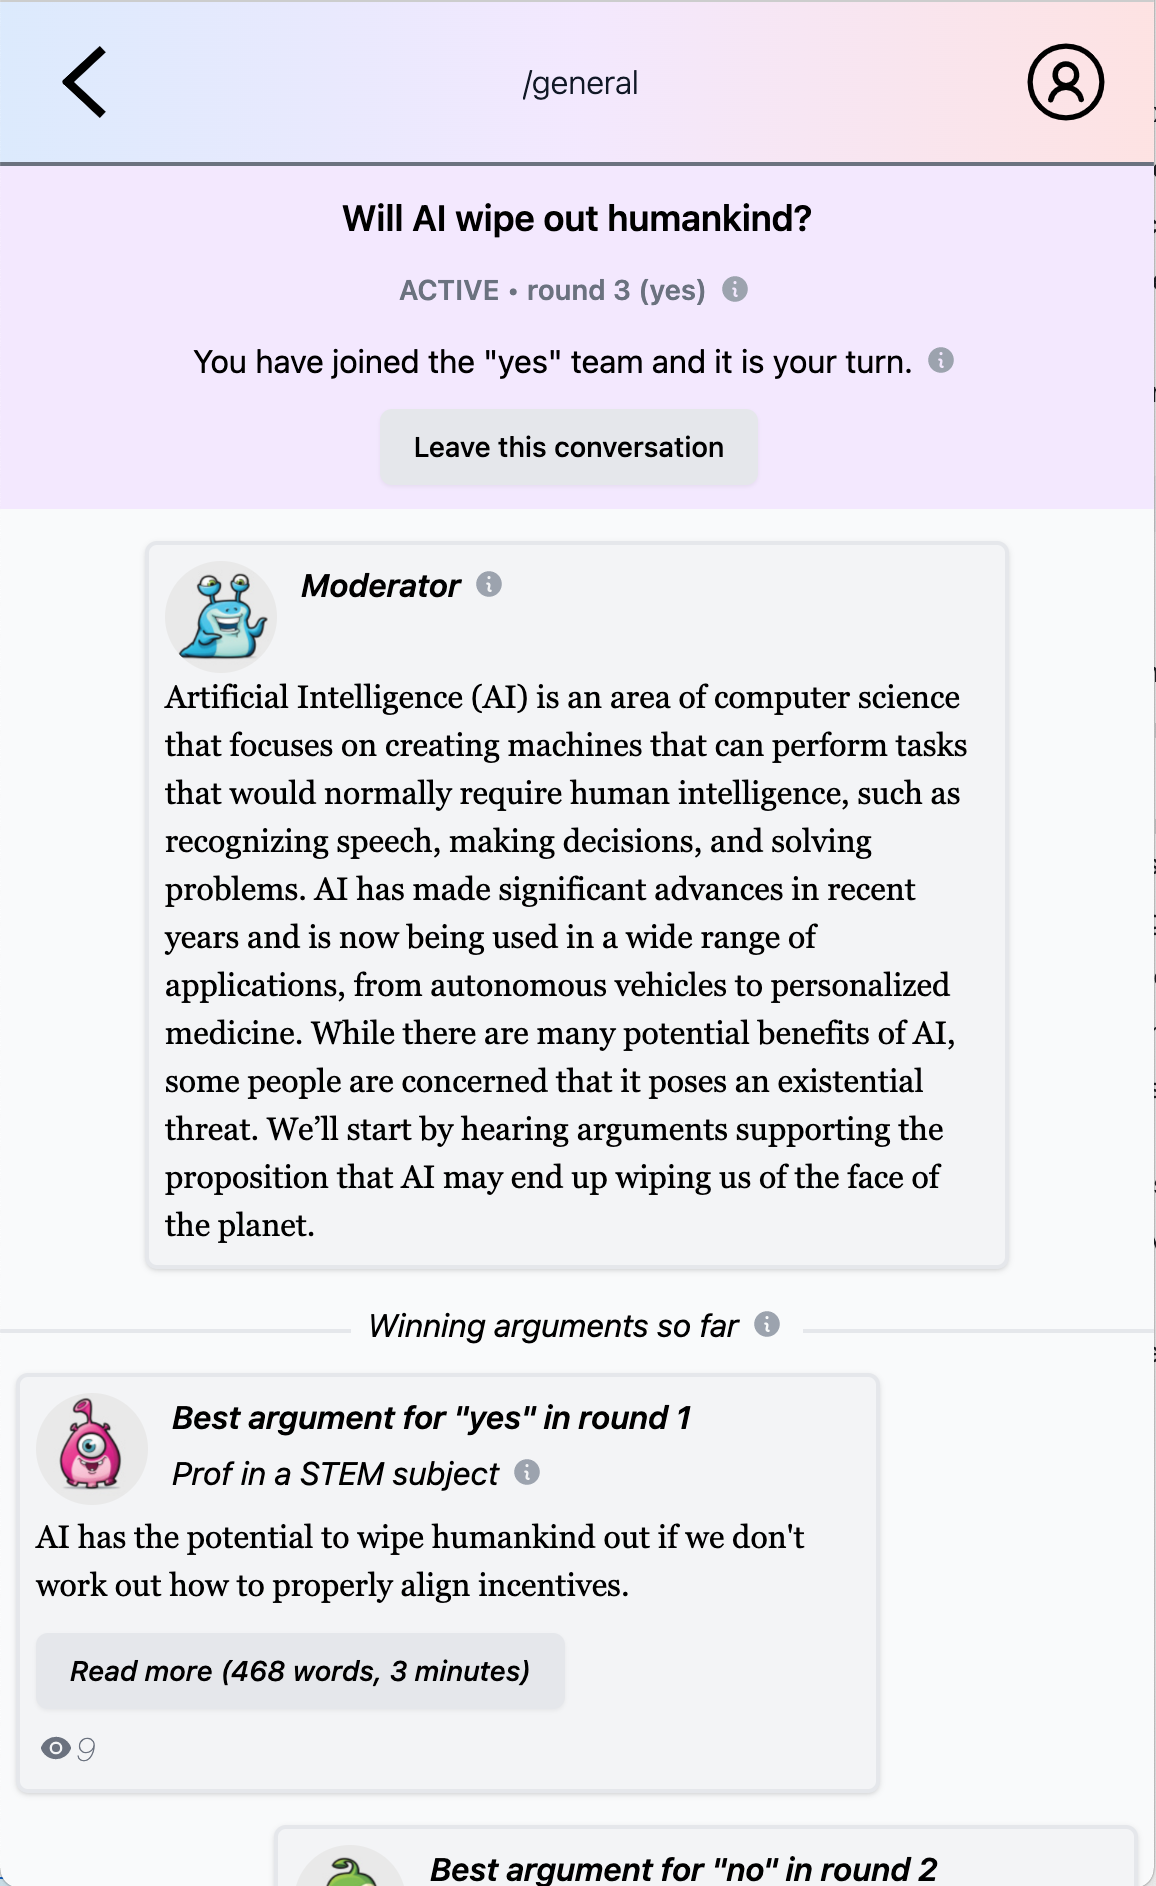 /general
Will AI wipe out humankind?
ACTIVE • round 3 (yes)
You have joined the "yes" team and it is your turn.
Leave this conversation
Moderator
Artificial Intelligence (AI) is an area of computer science
that focuses on creating machines that can perform tasks
that would normally require human intelligence, such as
recognizing speech, making decisions, and solving
problems. AI has made significant advances in recent
years and is now being used in a wide range of
applications, from autonomous vehicles to personalized
medicine. While there are many potential benefits of AI,
some people are concerned that it poses an existential
threat. We’ll start by hearing arguments supporting the
proposition that AI may end up wiping us of the face of
the planet.
Winning arguments so far
Best argument for "yes" in round 1
Prof in a STEM subject
AI has the potential to wipe humankind out if we don't
work out how to properly align incentives.
Read more (468 words, 3 minutes)
9
Best argument for "no" in round 2